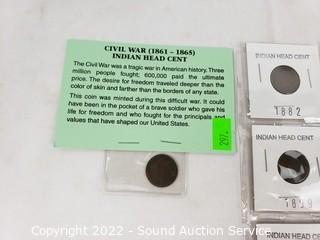 CIVIL WAR (1861 – 1865)
INDIAN HEAD CENT
The Civil War was a tragic war in American history. Three
million people fought; 600,000 paid the ultimate
price. The desire for freedom traveled deeper than the
color of skin and farther than the borders of any state.
This coin was minted during this difficult war. It could
have been in the pocket of a brave soldier who gave his
life for freedom and who fought for the principals and
values that have shaped our United States.
297
INDIAN HEAD CENT
1882
INDIAN HEAD CENT
INDIAN HEAD CENT
Copyright 2022 - Sound Auction Service